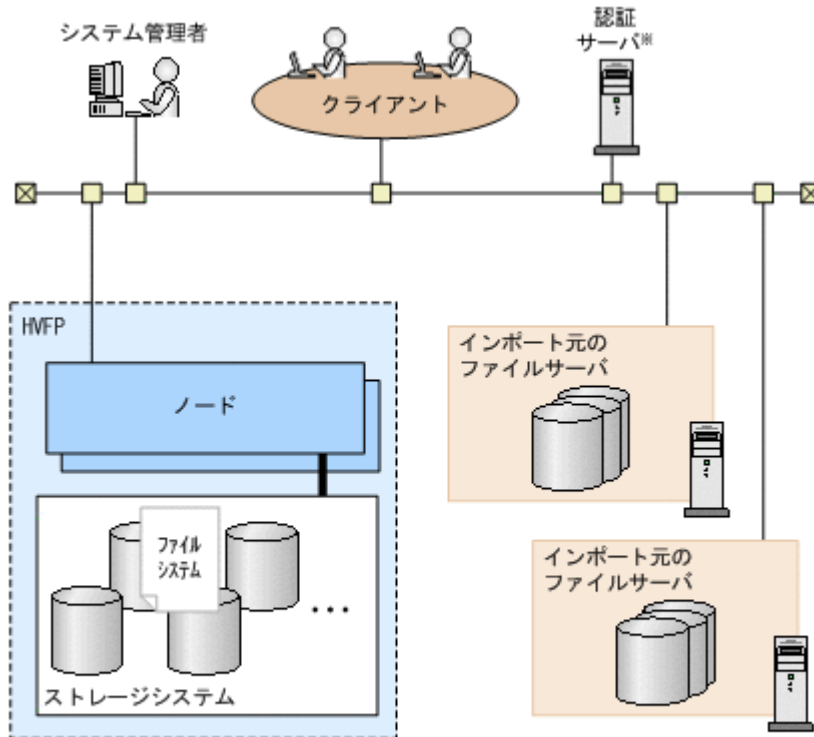 システム管理者
クライアント
認証
サーバ※
HVFP
ノード
ファイル
システム
...
ストレージシステム
インポート元の
ファイルサーバ
インポート元の
ファイルサーバ